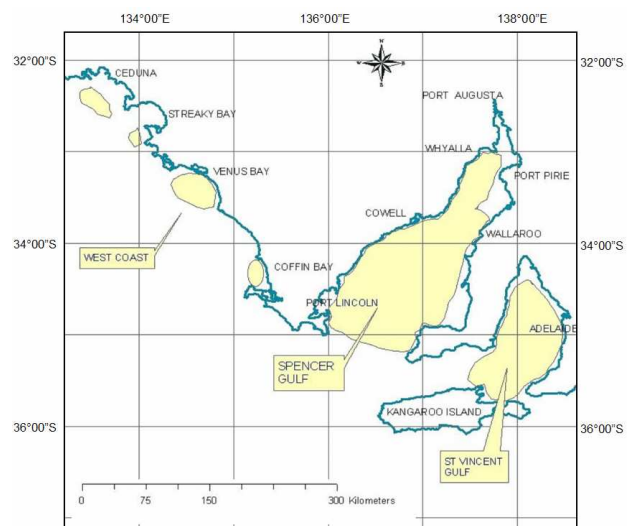 134°00'E 136°00'E 138°00'E
32°00'S 32°00'S
CEDUNA
PORT AUGUSTA
STREAKY BAY
WHYALLA
VENUS BAY
PORT PIRIE
COWELL
WALLAROO
34°00'S 34°00'S
WEST COAST
COFFIN BAY
PORT LINCOLN
ADELAIDE
SPENCER
GULF
KANGAROO ISLAND
36°00'S 36°00'S
ST VINCENT
GULF
0 75 150 300 Kilometers